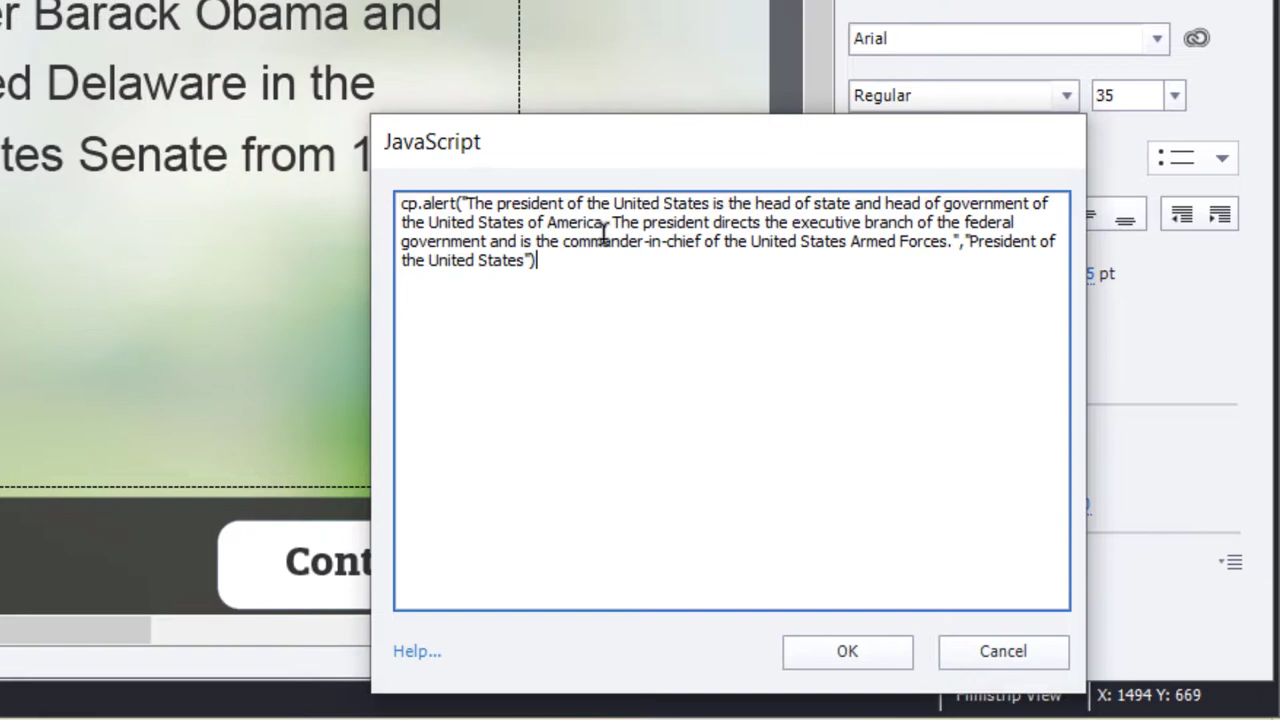 er Barack Obama and
ed Delaware in the
tes Senate from 1
Arial
Regular
35
JavaScript
cp.alert("The president of the United States is the head of state and head of government of
the United States of America. The president directs the executive branch of the federal
government and is the commander-in-chief of the United States Armed Forces.","President of
the United States")
5 pt
Cont
Help...
OK
Cancel
Filmstrip View
X: 1494 Y: 669